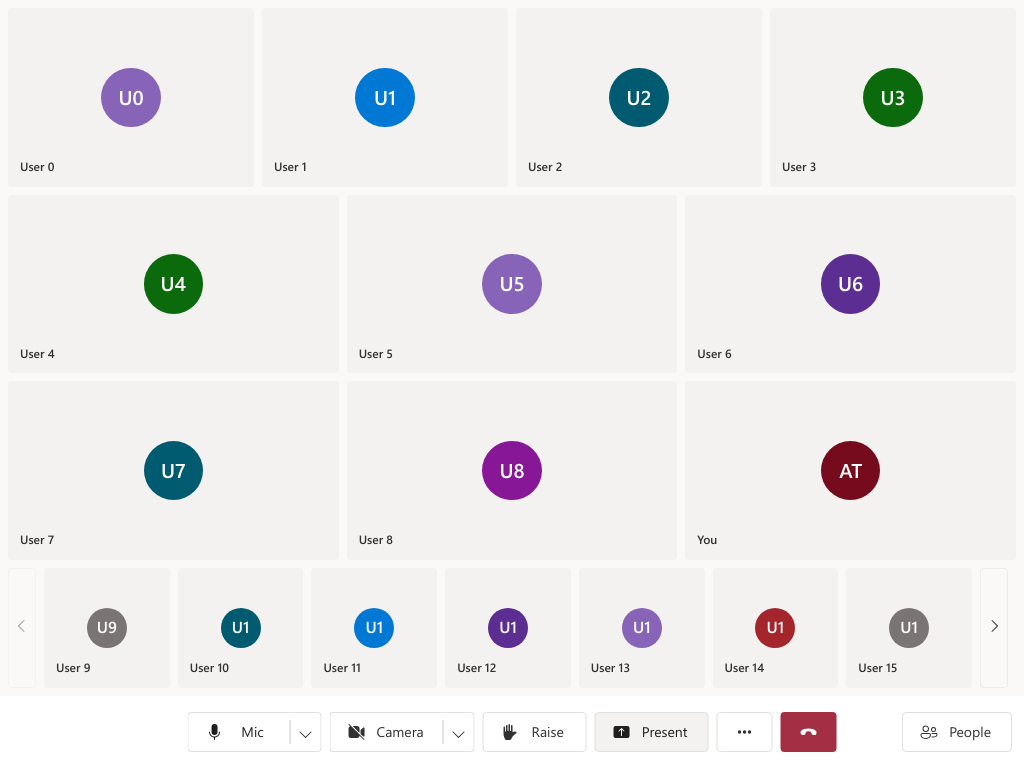 U0
U1
U2
U3
User 0
User 1
User 2
User 3
U4
U5
U6
User 4
User 5
User 6
U7
U8
AT
User 7
User 8
You
U9
U1
U1
U1
U1
U1
U1
User 9
User 10
User 11
User 12
User 13
User 14
User 15
Mic
Camera
Raise
Present
People